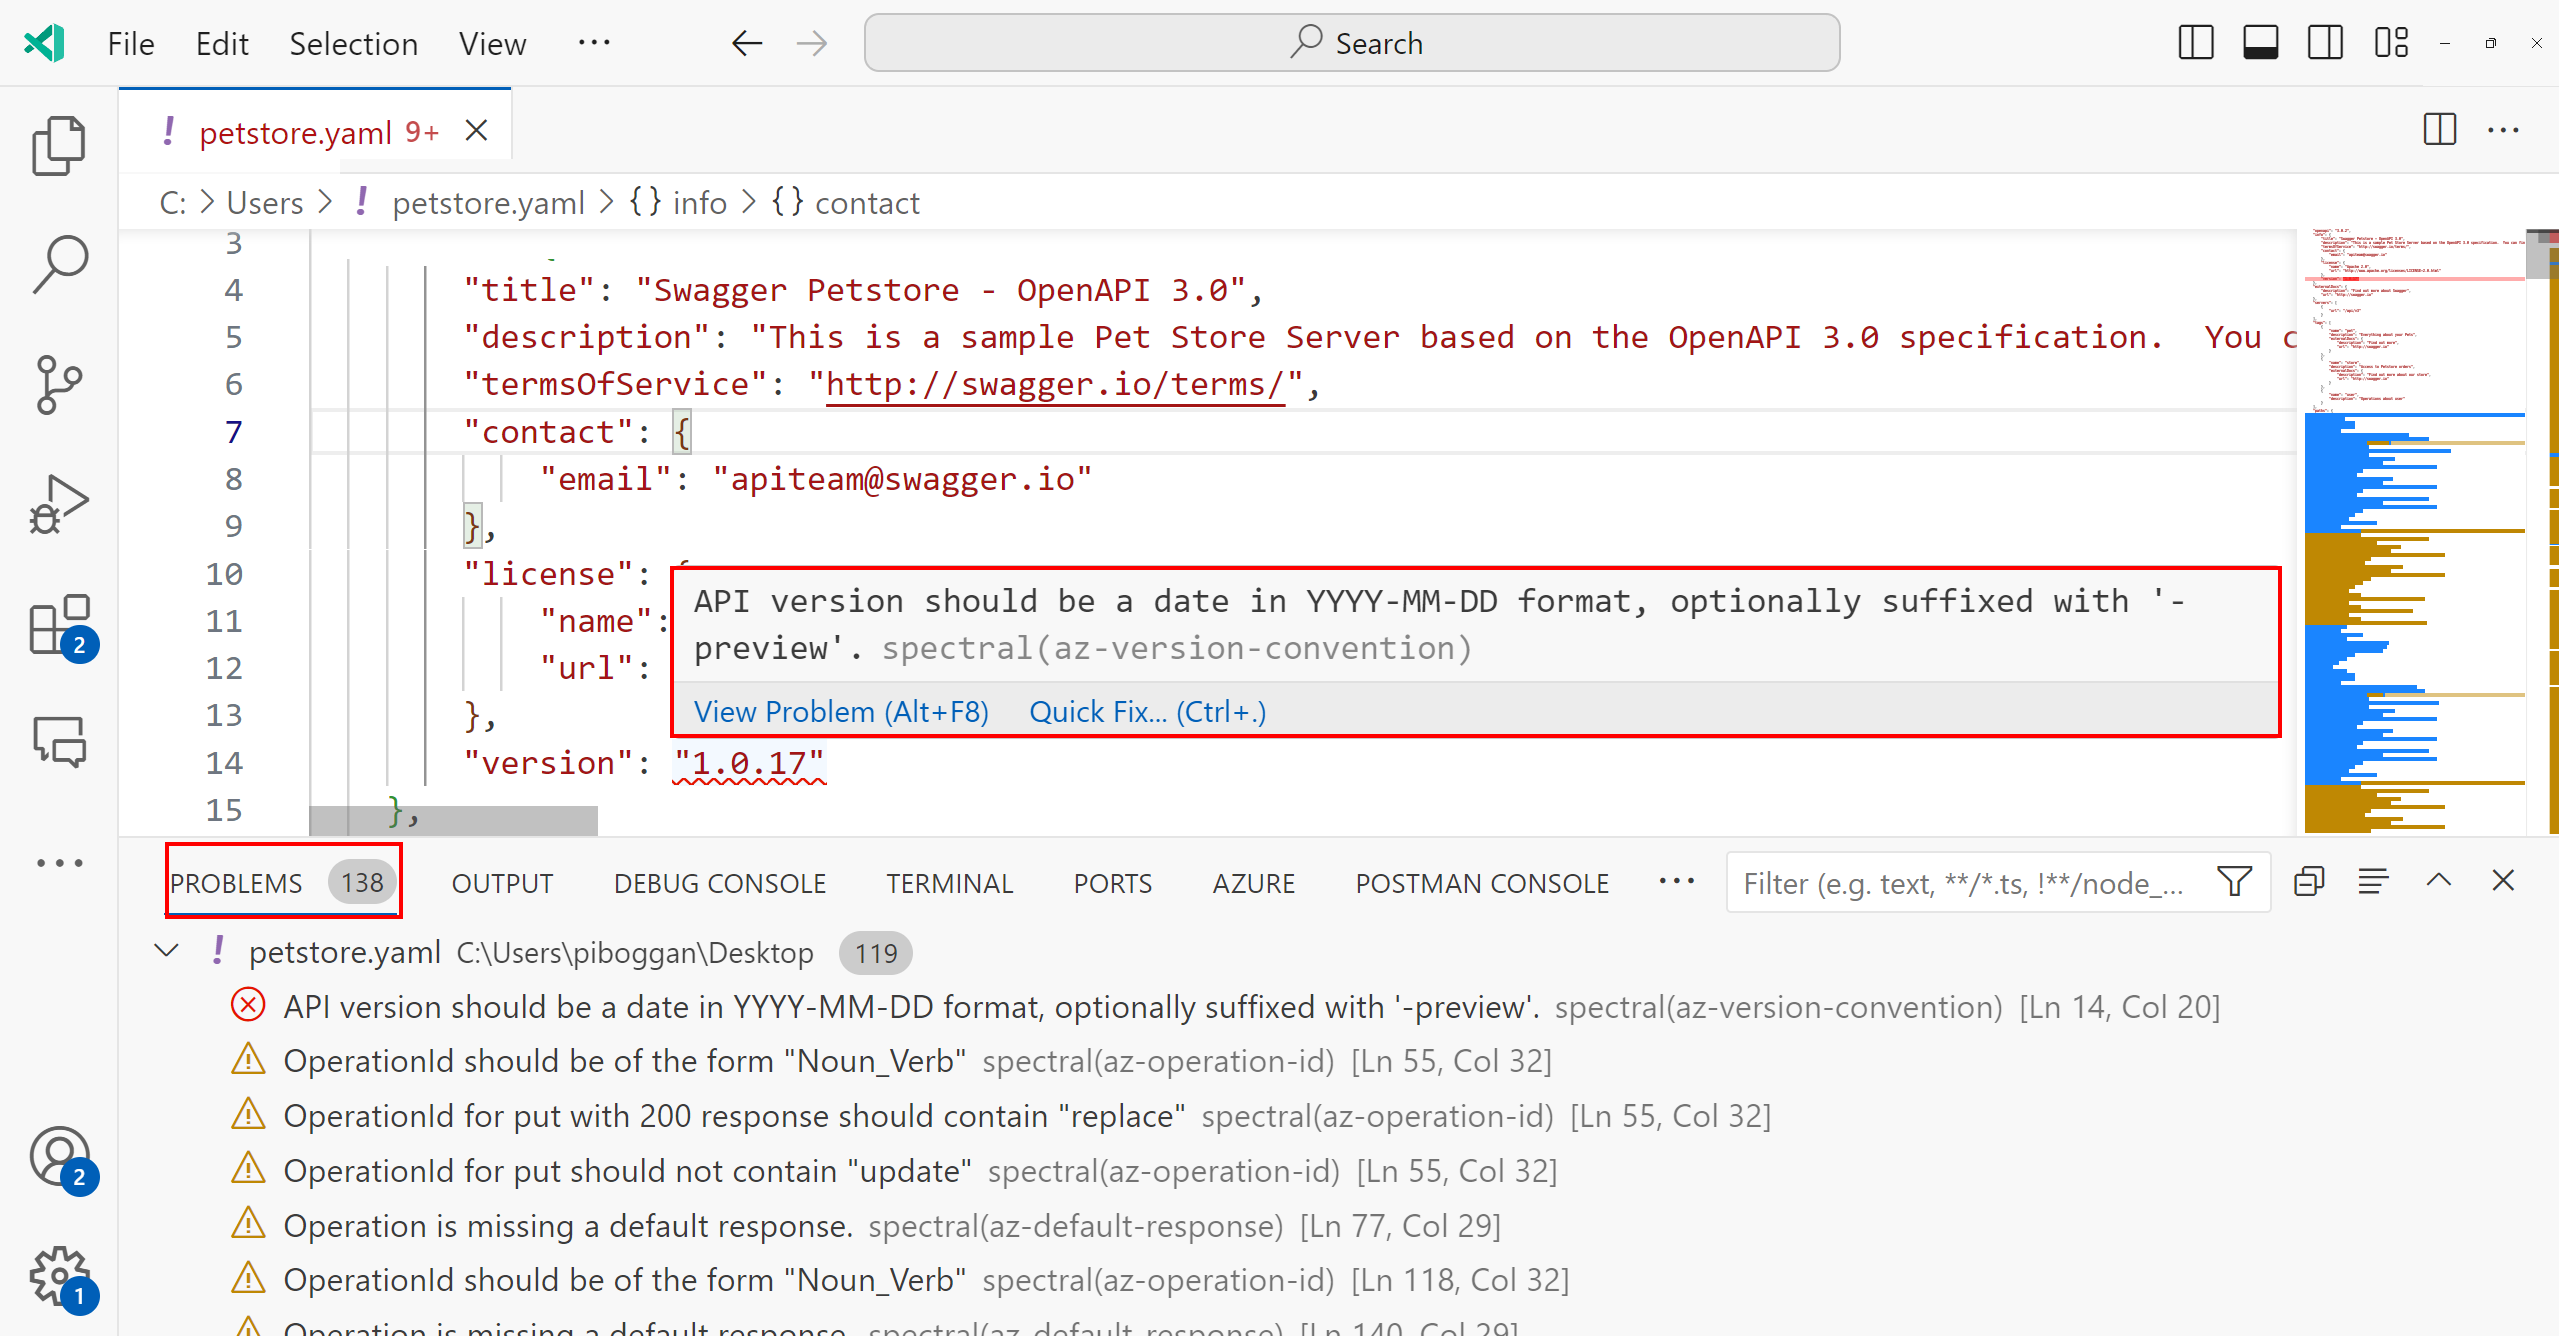 File Edit Selection View ··· Search
petstore.yaml 9+
C: > Users > ! petstore.yaml > {} info > {} contact
3
4 "title": "Swagger Petstore - OpenAPI 3.0",
5 "description": "This is a sample Pet Store Server based on the OpenAPI 3.0 specification.  You c
6 "termsOfService": "http://swagger.io/terms/",
7 "contact": {
8 "email": "apiteam@swagger.io"
9 },
10 "license":
11 "name":
12 "url":
API version should be a date in YYYY-MM-DD format, optionally suffixed with '-
preview'. spectral(az-version-convention)
View Problem (Alt+F8) Quick Fix... (Ctrl+.)
13 },
14 "version": "1.0.17"
15 },
2
PROBLEMS 138 OUTPUT DEBUG CONSOLE TERMINAL PORTS AZURE POSTMAN CONSOLE ··· Filter (e.g. text, **/*.ts, !**/node_...
! petstore.yaml C:\Users\piboggan\Desktop 119
API version should be a date in YYYY-MM-DD format, optionally suffixed with '-preview'. spectral(az-version-convention) [Ln 14, Col 20]
OperationId should be of the form "Noun_Verb" spectral(az-operation-id) [Ln 55, Col 32]
OperationId for put with 200 response should contain "replace" spectral(az-operation-id) [Ln 55, Col 32]
OperationId for put should not contain "update" spectral(az-operation-id) [Ln 55, Col 32]
Operation is missing a default response. spectral(az-default-response) [Ln 77, Col 29]
OperationId should be of the form "Noun_Verb" spectral(az-operation-id) [Ln 118, Col 32]
Operation is missing a default response. spectral(az-default-response) [Ln 140, Col 29]
2
1